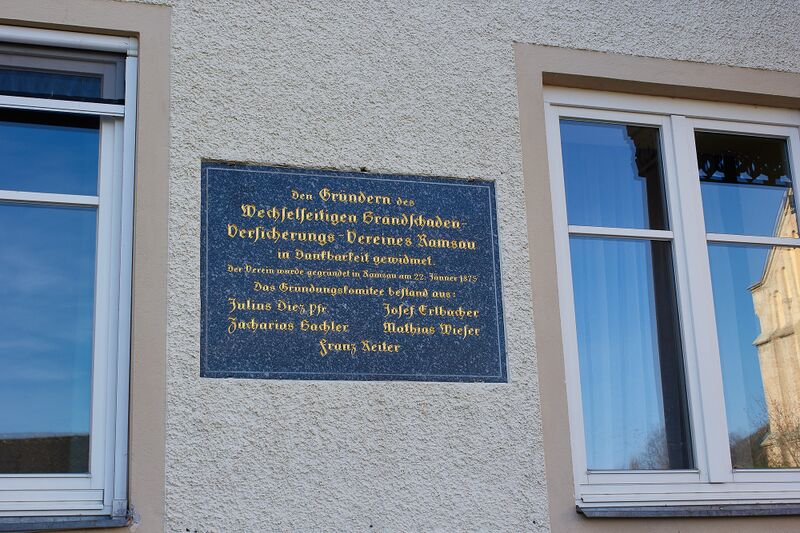 Den Gründern des
Wechselseitigen Brandschaden-
Versicherungs-Vereines Ramsau
in Dankbarkeit gewidmet.
Der Verein wurde gegründet in Ramsau am 22. Jänner 1875
Das Gründungskomitee bestand aus:
Julius Diez Pfr Josef Erlbacher
Zacharias Bachler Mathias Wieser
Franz Reiter